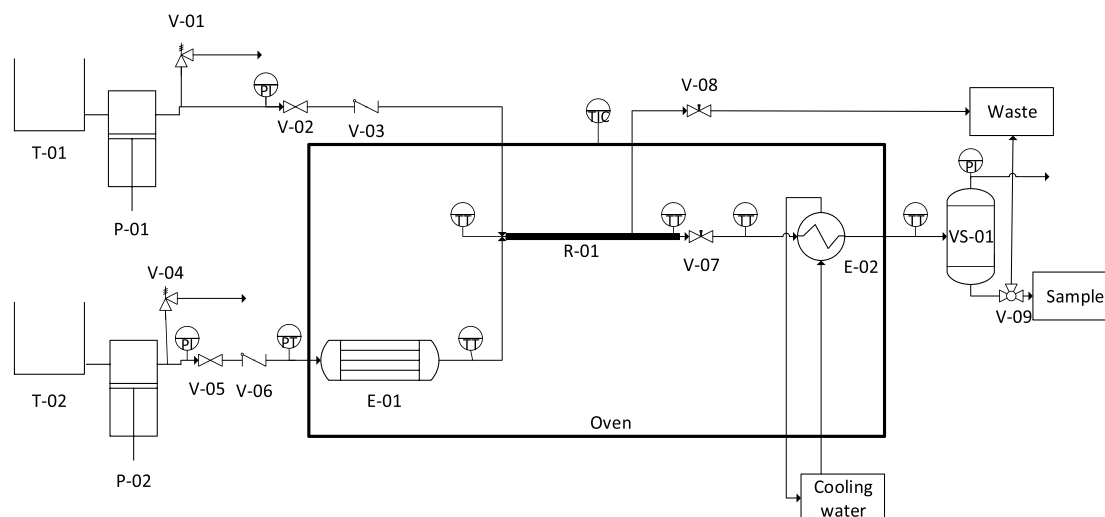 V-01
PI
V-02
V-03
T-01
P-01
TIC
V-08
Waste
PI
TT
R-01
TT
V-07
TT
E-02
TT
VS-01
V-09
Sample
V-04
PI
V-05
V-06
PT
E-01
TT
T-02
P-02
Oven
Cooling
water